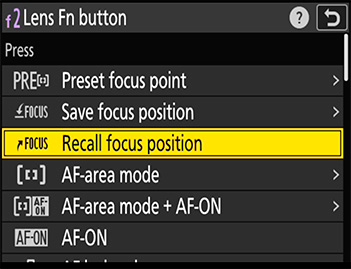 f2 Lens Fn button ?
Press
PRE[·] Preset focus point >
FOCUS Save focus position >
FOCUS Recall focus position
[ ] AF-area mode >
[ ] AF-ON AF-area mode + AF-ON >
AF-ON AF-ON